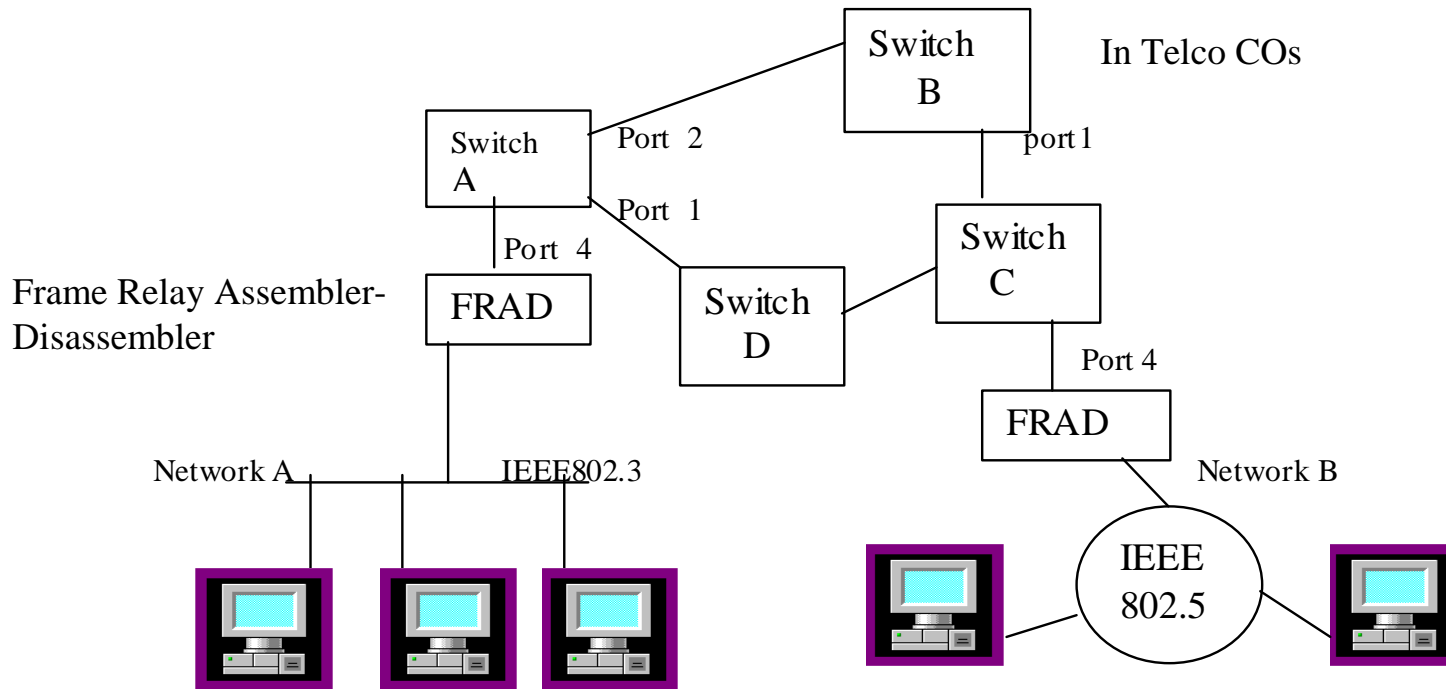 Switch
B
In Telco COs
Switch
A
Port 2
port1
Port 1
Switch
C
Port 4
Frame Relay Assembler-
Disassembler
FRAD
Switch
D
Port 4
FRAD
Network A
IEEE802.3
Network B
IEEE
802.5